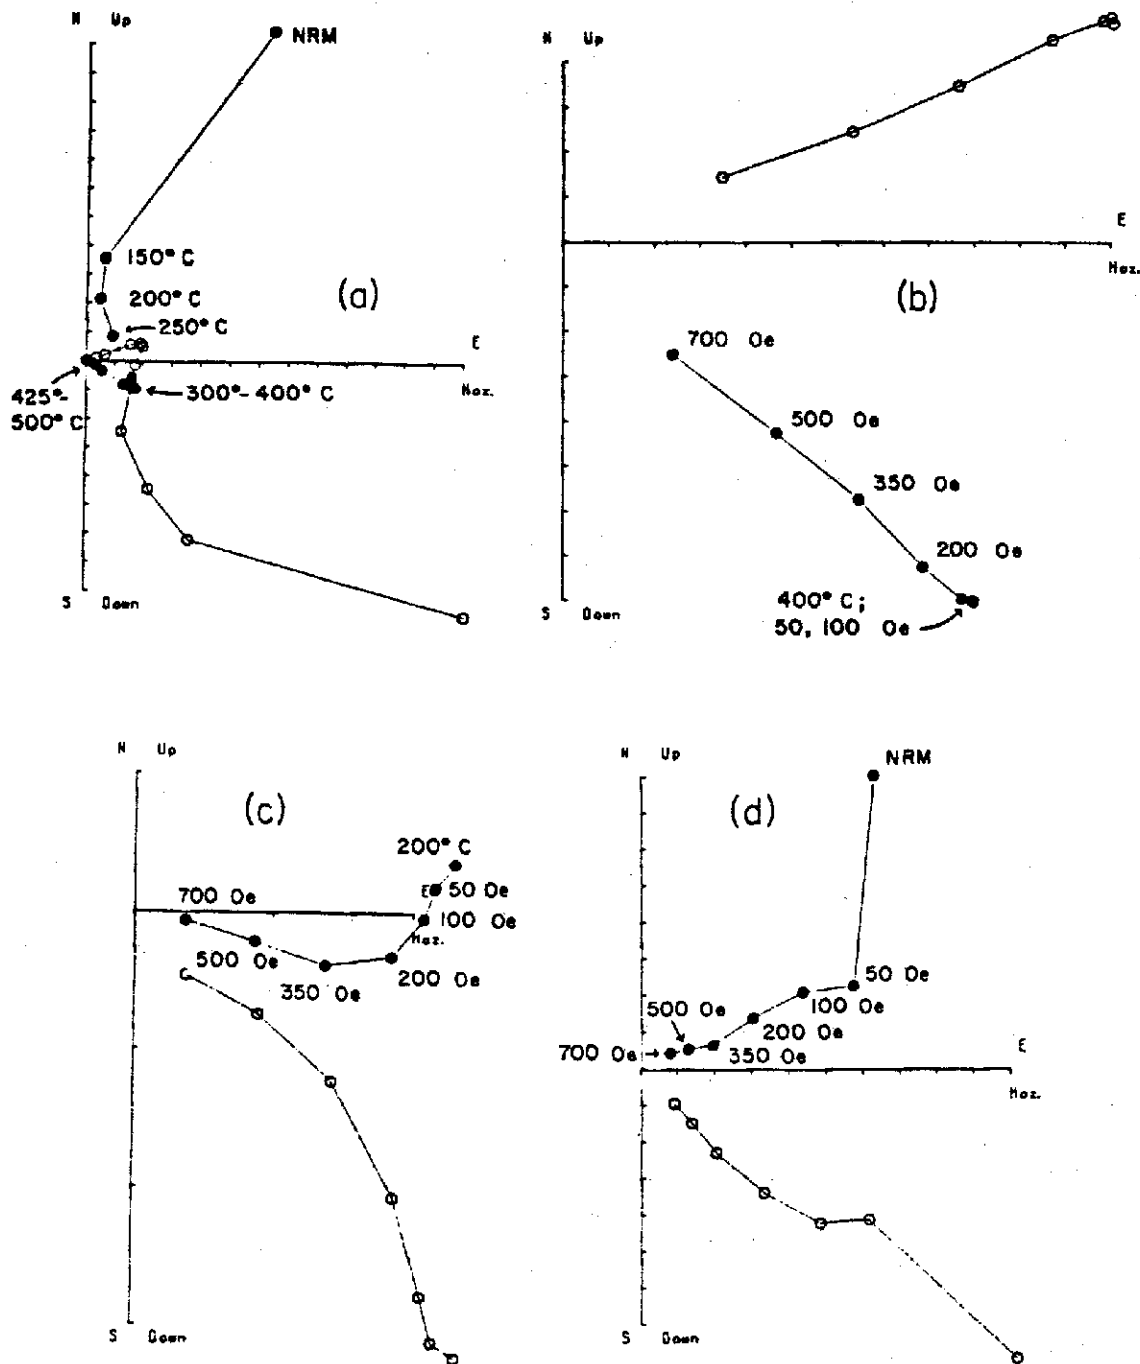 N Up
NRM
150° C
200° C
250° C
(a)
E
Hoz.
425°-
500° C
300°-400° C
S Down
N Up
E
Hoz.
(b)
700 Oe
500 Oe
350 Oe
200 Oe
400° C;
50, 100 Oe
S Down
N Up
(c)
200° C
700 Oe
E
50 Oe
100 Oe
Hoz.
500 Oe
200 Oe
350 Oe
S Down
N Up
NRM
(d)
50 Oe
500 Oe
100 Oe
200 Oe
700 Oe
350 Oe
E
Hoz.
S Down